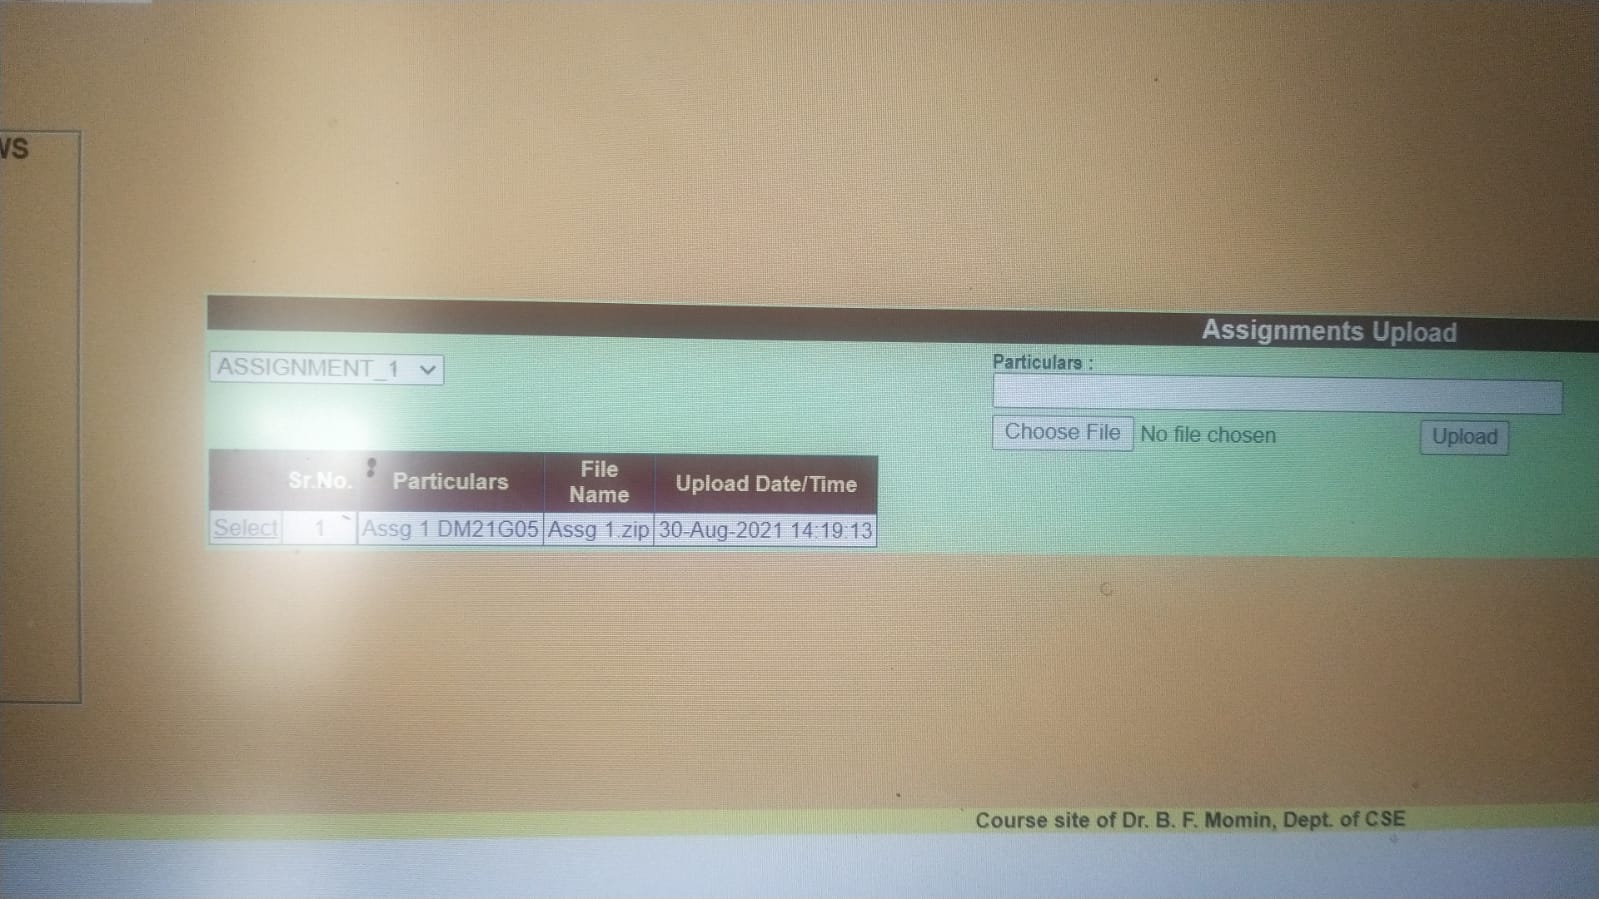 WS
Assignments Upload
ASSIGNMENT_1
Particulars :
Choose File No file chosen Upload
Sr.No. Particulars File Name Upload Date/Time
Select 1 Assg 1 DM21G05 Assg 1.zip 30-Aug-2021 14:19:13
Course site of Dr. B. F. Momin, Dept. of CSE